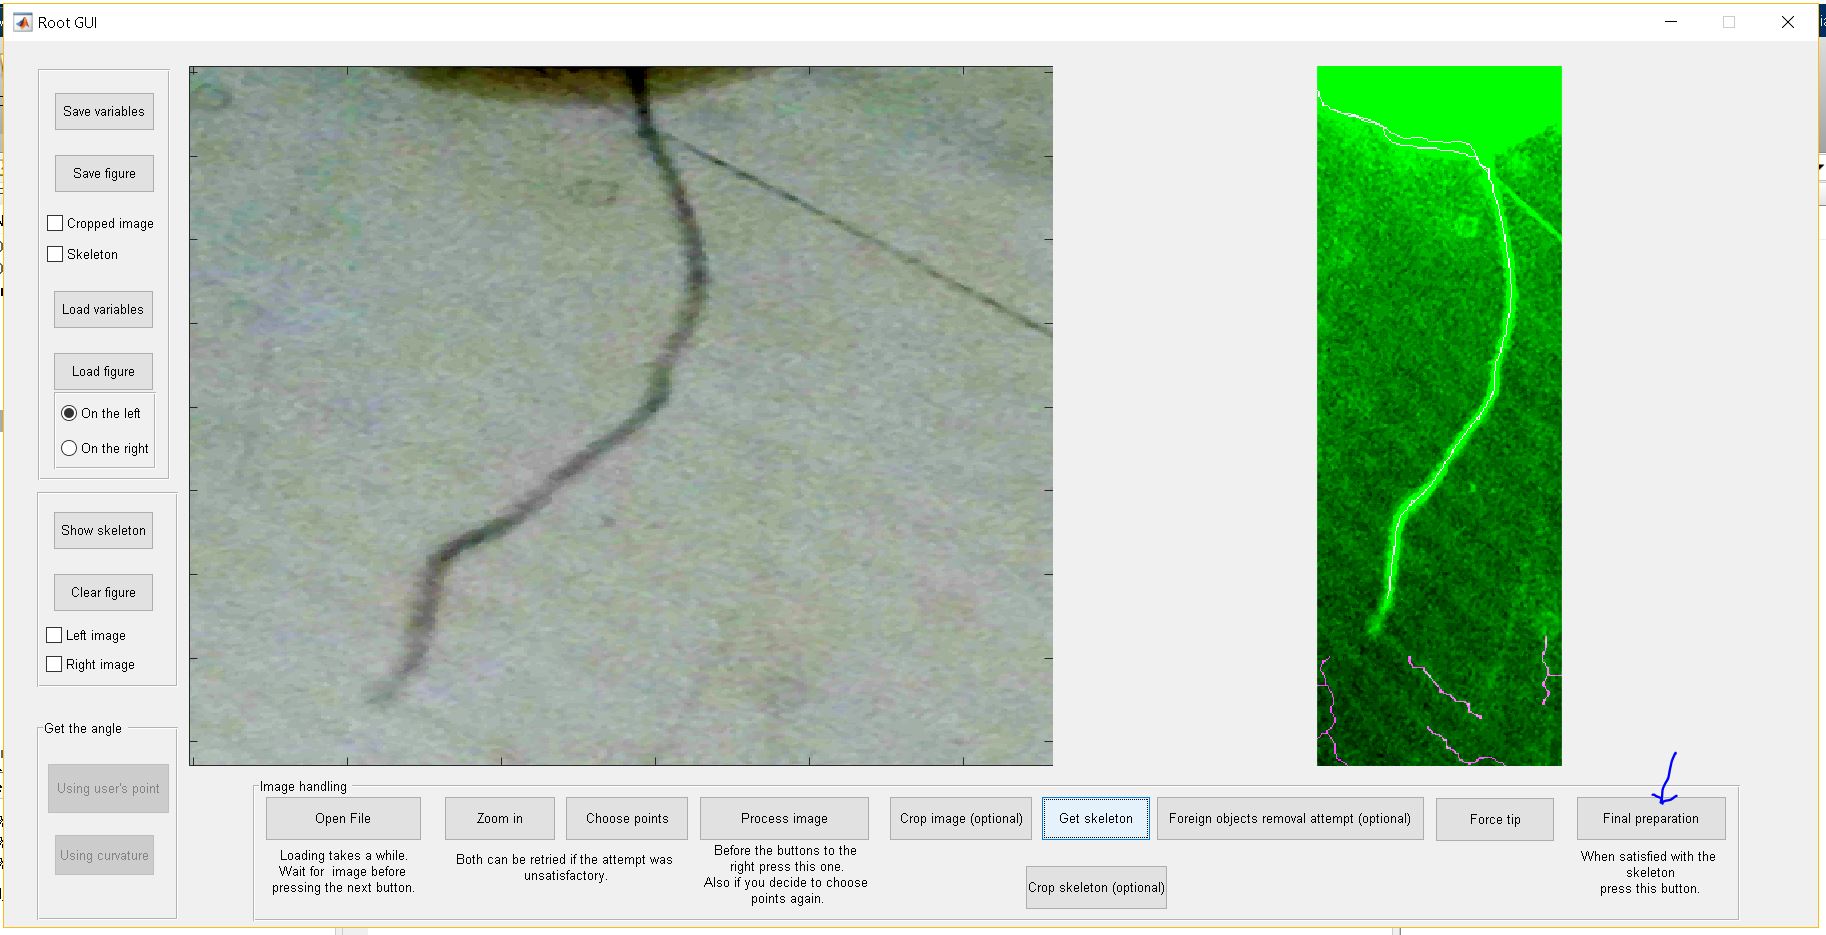 Root GUI
Save variables
Save figure
Cropped image
Skeleton
Load variables
Load figure
On the left
On the right
Show skeleton
Clear figure
Left image
Right image
Get the angle
Using user's point
Using curvature
Image handling
Open File
Zoom in
Choose points
Process image
Crop image (optional)
Get skeleton
Foreign objects removal attempt (optional)
Force tip
Final preparation
Loading takes a while.
Wait for image before
pressing the next button.
Both can be retried if the attempt was
unsatisfactory.
Before the buttons to the
right press this one.
Also if you decide to choose
points again.
Crop skeleton (optional)
When satisfied with the
skeleton
press this button.